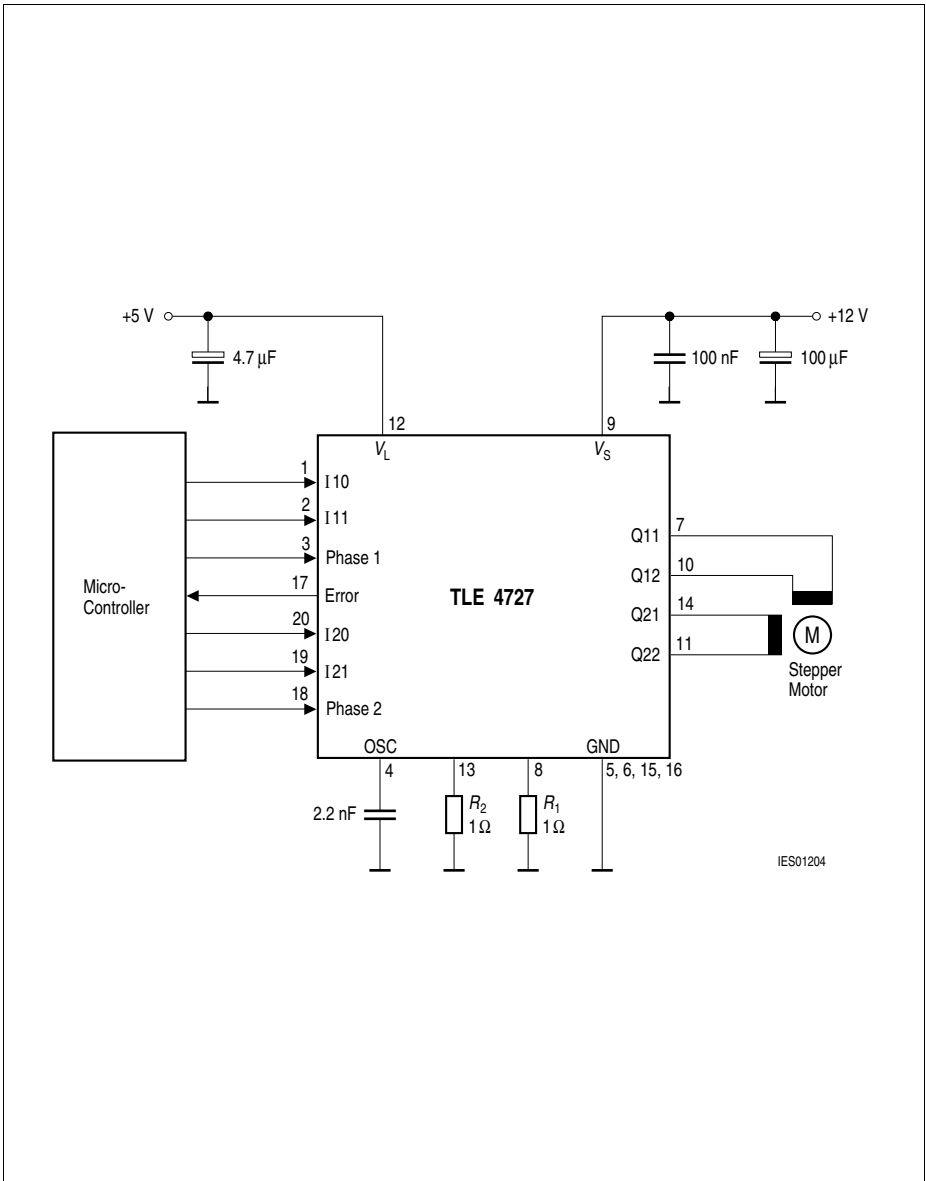 +5 V
+12 V
4.7 µF
100 nF
100 µF
12
9
V_L
V_S
Micro-
Controller
1
I10
2
I11
3
Phase 1
17
Error
20
I20
19
I21
18
Phase 2
TLE 4727
Q11
7
Q12
10
Q21
14
Q22
11
M
Stepper
Motor
OSC
GND
4
13
8
5, 6, 15, 16
2.2 nF
R2
1 Ω
R1
1 Ω
IES01204